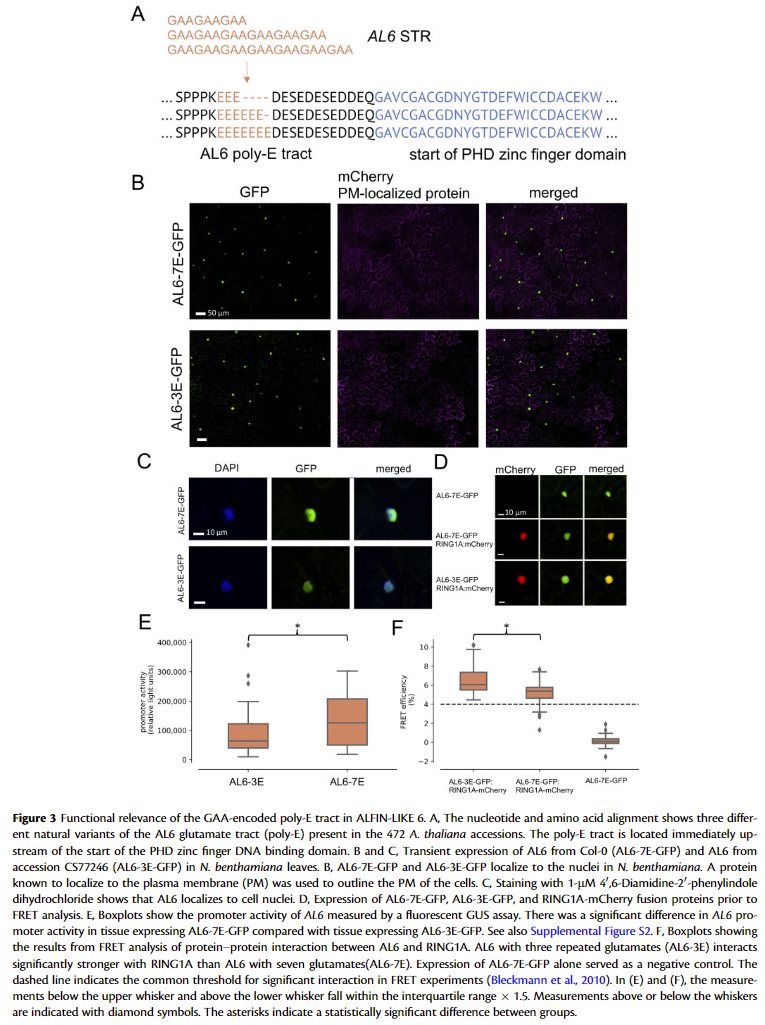 A
GAAGAAGAA
GAAGAAGAAGAAGAAGAA
GAAGAAGAAGAAGAAGAAGAA
AL6 STR
... SPPPKEEE----DESEDESEDDEQGAVCGACGDNYGTDEFWICCDACEKW ...
... SPPPKEEEEEE-DESEDESEDDEQGAVCGACGDNYGTDEFWICCDACEKW ...
... SPPPKEEEEEEEDESEDESEDDEQGAVCGACGDNYGTDEFWICCDACEKW ...
AL6 poly-E tract
start of PHD zinc finger domain
B
GFP
mCherry
PM-localized protein
merged
AL6-7E-GFP
50 μm
AL6-3E-GFP
C
DAPI
GFP
merged
AL6-7E-GFP
10 μm
AL6-3E-GFP
D
mCherry
GFP
merged
AL6-7E-GFP
10 μm
AL6-7E-GFP
RING1A:mCherry
AL6-3E-GFP
RING1A:mCherry
E
*
promoter activity
(relative light units)
400,000
300,000
200,000
100,000
0
AL6-3E
AL6-7E
F
*
FRET efficiency
(%)
10
8
6
4
2
0
−2
AL6-3E-GFP:
RING1A-mCherry
AL6-7E-GFP:
RING1A-mCherry
AL6-7E-GFP
Figure 3 Functional relevance of the GAA-encoded poly-E tract in ALFIN-LIKE 6. A, The nucleotide and amino acid alignment shows three differ-
ent natural variants of the AL6 glutamate tract (poly-E) present in the 472 A. thaliana accessions. The poly-E tract is located immediately up-
stream of the start of the PHD zinc finger DNA binding domain. B and C, Transient expression of AL6 from Col-0 (AL6-7E-GFP) and AL6 from
accession CS77246 (AL6-3E-GFP) in N. benthamiana leaves. B, AL6-7E-GFP and AL6-3E-GFP localize to the nuclei in N. benthamiana. A protein
known to localize to the plasma membrane (PM) was used to outline the PM of the cells. C, Staining with 1-μM 4′,6-Diamidine-2′-phenylindole
dihydrochloride shows that AL6 localizes to cell nuclei. D, Expression of AL6-7E-GFP, AL6-3E-GFP, and RING1A-mCherry fusion proteins prior to
FRET analysis. E, Boxplots show the promoter activity of AL6 measured by a fluorescent GUS assay. There was a significant difference in AL6 pro-
moter activity in tissue expressing AL6-7E-GFP compared with tissue expressing AL6-3E-GFP. See also Supplemental Figure S2. F, Boxplots showing
the results from FRET analysis of protein–protein interaction between AL6 and RING1A. AL6 with three repeated glutamates (AL6-3E) interacts
significantly stronger with RING1A than AL6 with seven glutamates(AL6-7E). Expression of AL6-7E-GFP alone served as a negative control. The
dashed line indicates the common threshold for significant interaction in FRET experiments (Bleckmann et al., 2010). In (E) and (F), the measure-
ments below the upper whisker and above the lower whisker fall within the interquartile range × 1.5. Measurements above or below the whiskers
are indicated with diamond symbols. The asterisks indicate a statistically significant difference between groups.